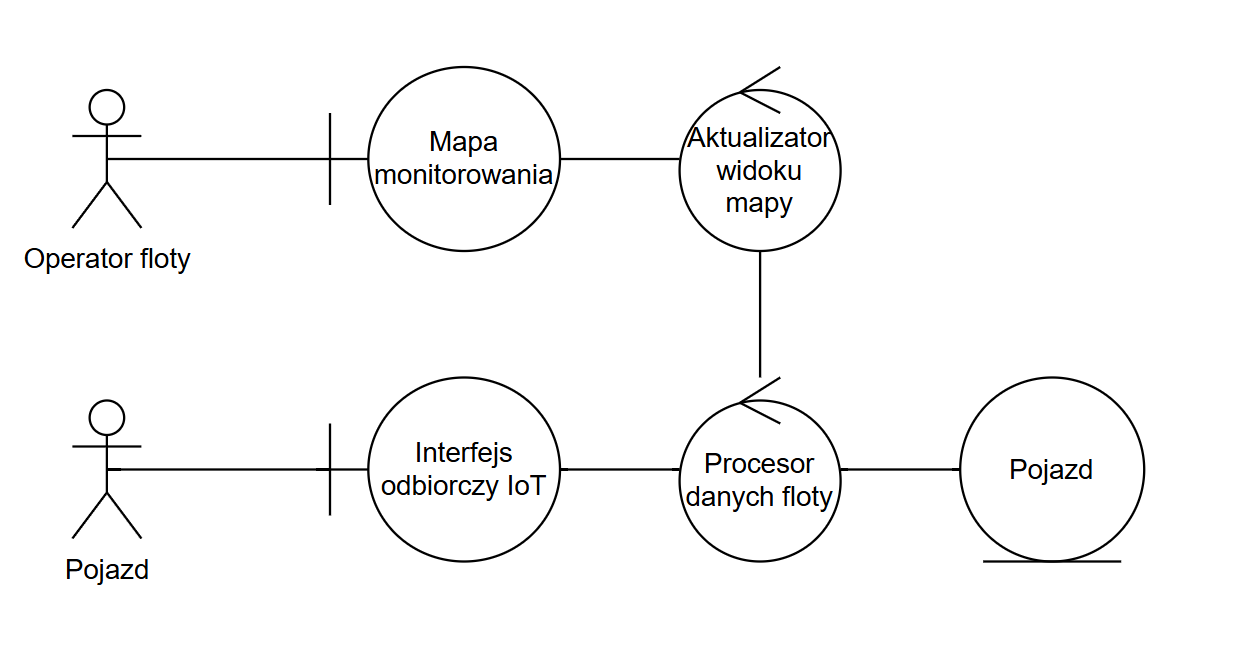 Mapa
monitorowania
Aktualizator
widoku
mapy
Operator floty
Interfejs
odbiorczy IoT
Procesor
danych floty
Pojazd
Pojazd